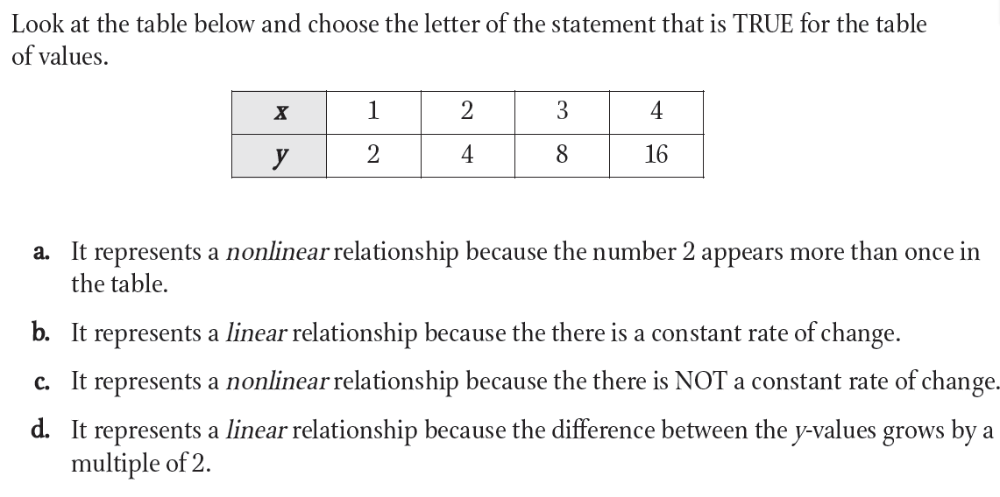 Look at the table below and choose the letter of the statement that is TRUE for the table
of values.
x 1 2 3 4
y 2 4 8 16
a. It represents a nonlinear relationship because the number 2 appears more than once in
the table.
b. It represents a linear relationship because the there is a constant rate of change.
c. It represents a nonlinear relationship because the there is NOT a constant rate of change.
d. It represents a linear relationship because the difference between the y-values grows by a
multiple of 2.